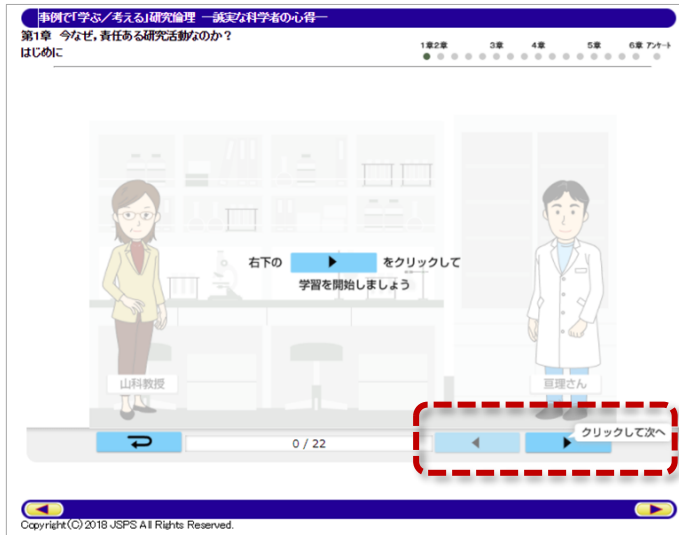 事例で「学ぶ／考える」研究倫理 ―誠実な科学者の心得―
第1章 今なぜ，責任ある研究活動なのか？
はじめに
1章2章 3章 4章 5章 6章 アンケート
右下の ▶ をクリックして
学習を開始しましょう
山科教授
亘理さん
0 / 22
クリックして次へ
Copyright(C) 2018 JSPS All Rights Reserved.